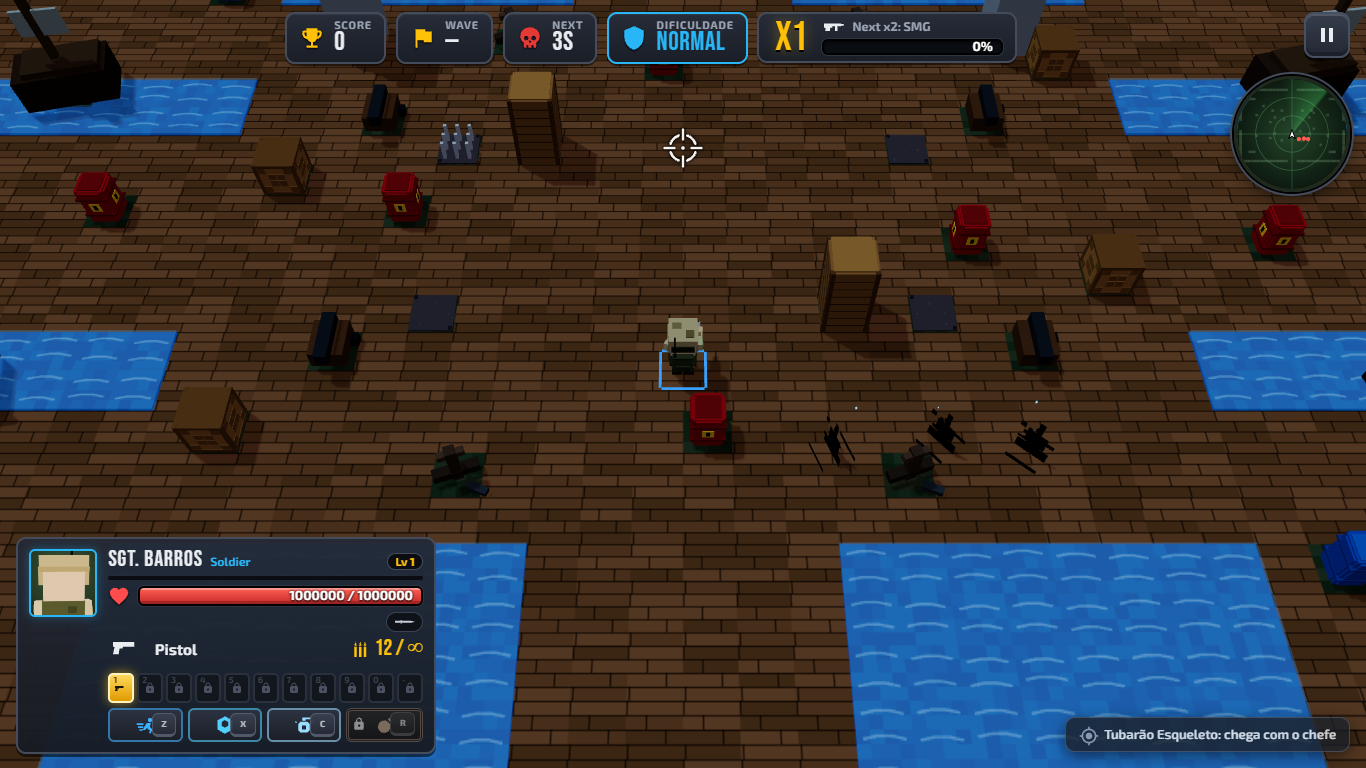 SCORE
0
WAVE
–
NEXT
3S
DIFICULDADE
NORMAL
X1
Next x2: SMG
0%
SGT. BARROS Soldier
Lv 1
1000000 / 1000000
Pistol
12 / ∞
1 2 3 4 5 6 7 8 9 0 -
Z X C R
Tubarão Esqueleto: chega com o chefe